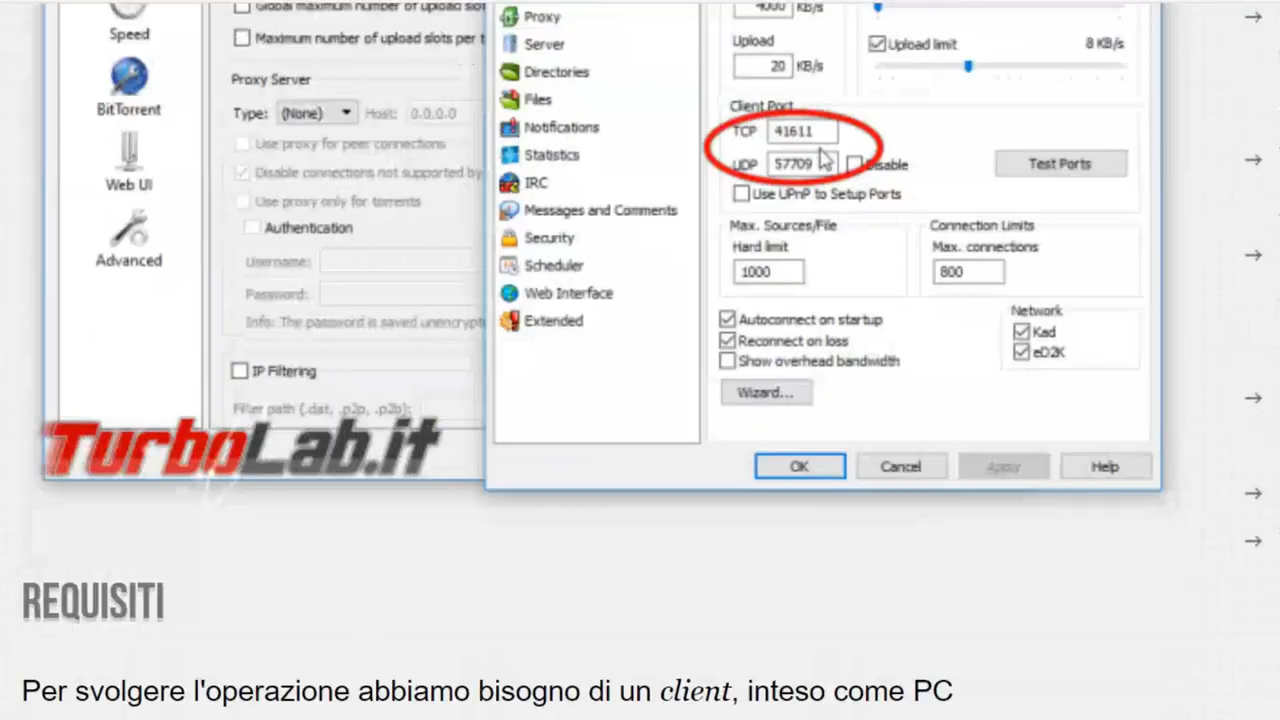 Speed
BitTorrent
Web UI
Advanced
Global maximum number of upload slot
Maximum number of upload slots per t
Proxy Server
Type: (None) Host: 0.0.0.0
Use proxy for peer connections
Disable connections not supported by
Use proxy only for torrents
Authentication
Username:
Password:
Info: The password is saved unencrypt
IP Filtering
Filter path (.dat, .p2p, .p2b):
TurboLab.it
Proxy
Server
Directories
Files
Notifications
Statistics
IRC
Messages and Comments
Security
Scheduler
Web Interface
Extended
4000 KB/s
Upload
20 KB/s
Upload limit 8 KB/s
Client Port
TCP 41611
UDP 57709 Disable
Test Ports
Use UPnP to Setup Ports
Max. Sources/File
Hard limit
1000
Connection Limits
Max. connections
800
Autoconnect on startup
Reconnect on loss
Show overhead bandwidth
Network
Kad
eD2K
Wizard...
OK Cancel Apply Help
REQUISITI
Per svolgere l'operazione abbiamo bisogno di un client, inteso come PC